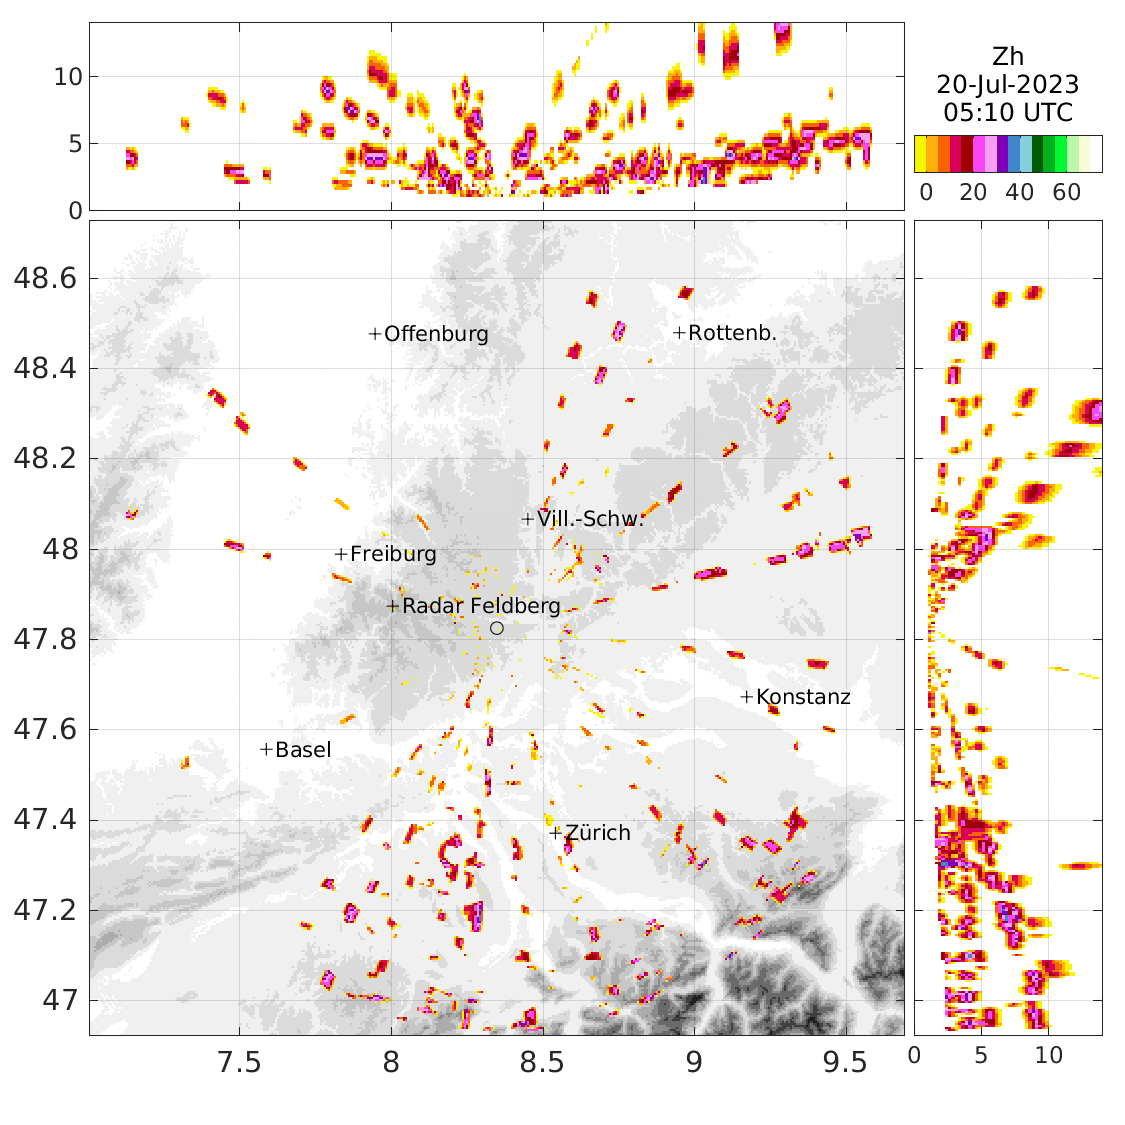 10
5
0
Zh
20-Jul-2023
05:10 UTC
0 20 40 60
48.6
48.4
48.2
48
47.8
47.6
47.4
47.2
47
+Offenburg
+Rottenb.
+Vill.-Schw.
+Freiburg
+Radar Feldberg
+Konstanz
+Basel
+Zürich
7.5 8 8.5 9 9.5
0 5 10